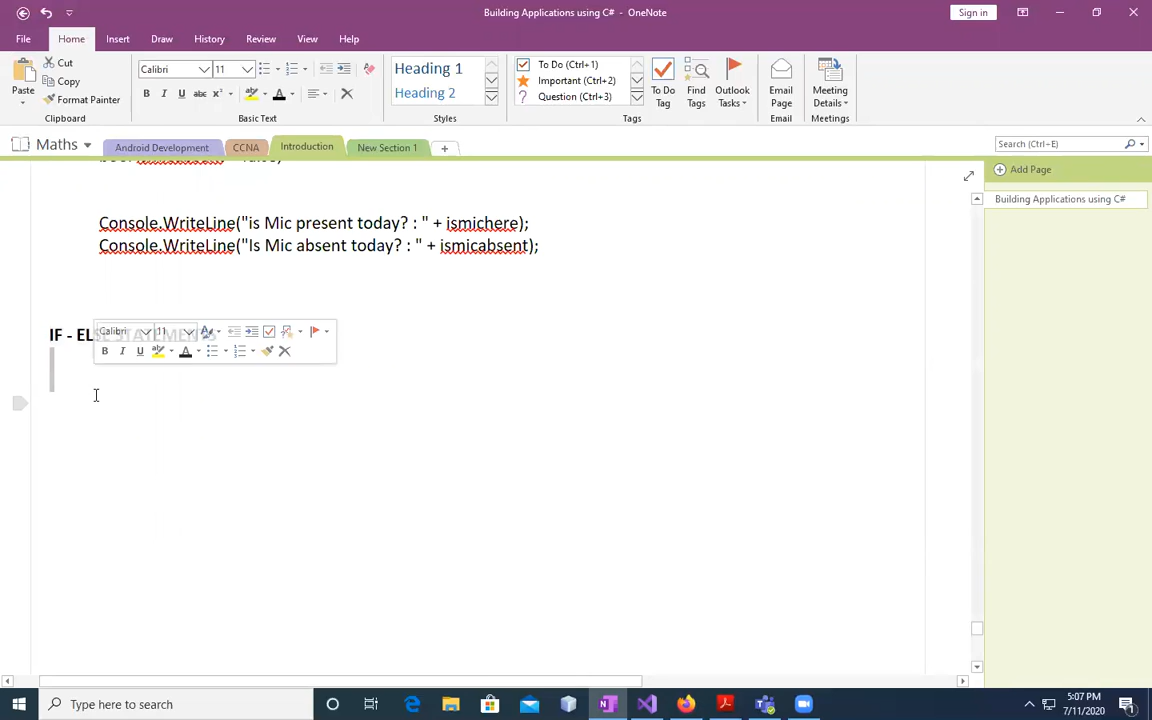 Building Applications using C# - OneNote
Sign in
File Home Insert Draw History Review View Help
Paste
Cut
Copy
Format Painter
Clipboard
Calibri 11
Basic Text
Heading 1
Heading 2
Styles
To Do (Ctrl+1)
Important (Ctrl+2)
Question (Ctrl+3)
To Do Tag
Find Tags
Outlook Tasks
Tags
Email Page
Email
Meeting Details
Meetings
Maths
Android Development CCNA Introduction New Section 1
Search (Ctrl+E)
Add Page
Building Applications using C#
Console.WriteLine("is Mic present today? : " + ismichere);
Console.WriteLine("Is Mic absent today? : " + ismicabsent);
IF - ELSE STATEMENTS
Calibri 11
Type here to search
5:07 PM
7/11/2020